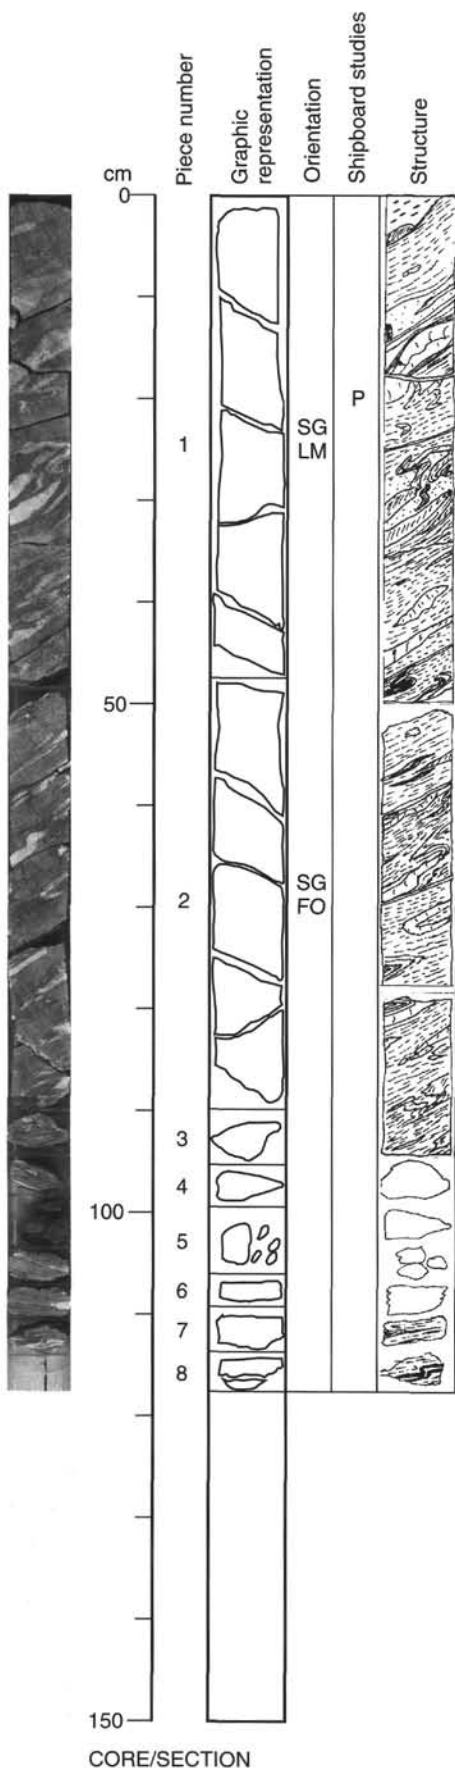 cm
Piece number
Graphic
representation
Orientation
Shipboard studies
Structure
0
P
1
SG
LM
50
2
SG
FO
3
4
100
5
6
7
8
150
CORE/SECTION